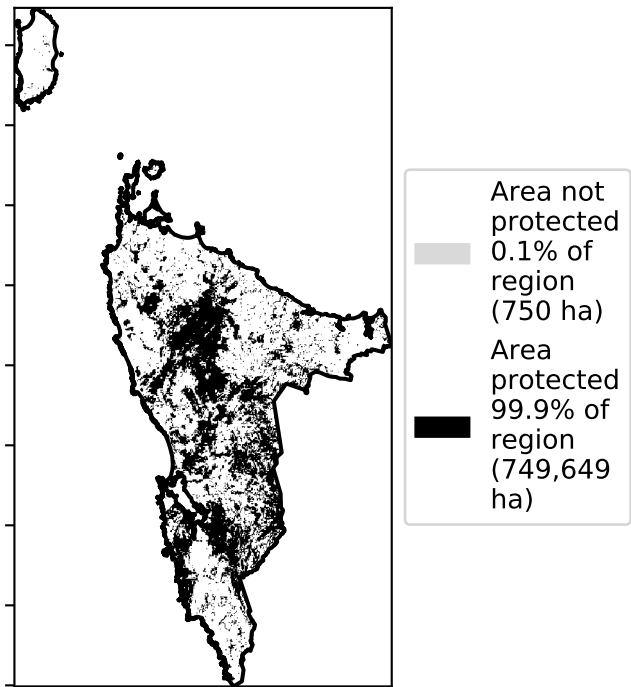 Area not
protected
0.1% of
region
(750 ha)
Area
protected
99.9% of
region
(749,649
ha)